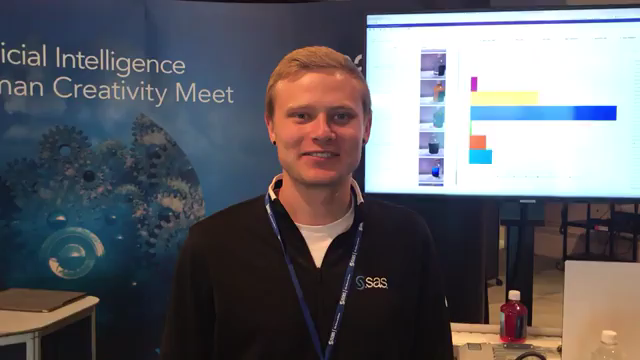 icial Intelligence
man Creativity Meet
sas